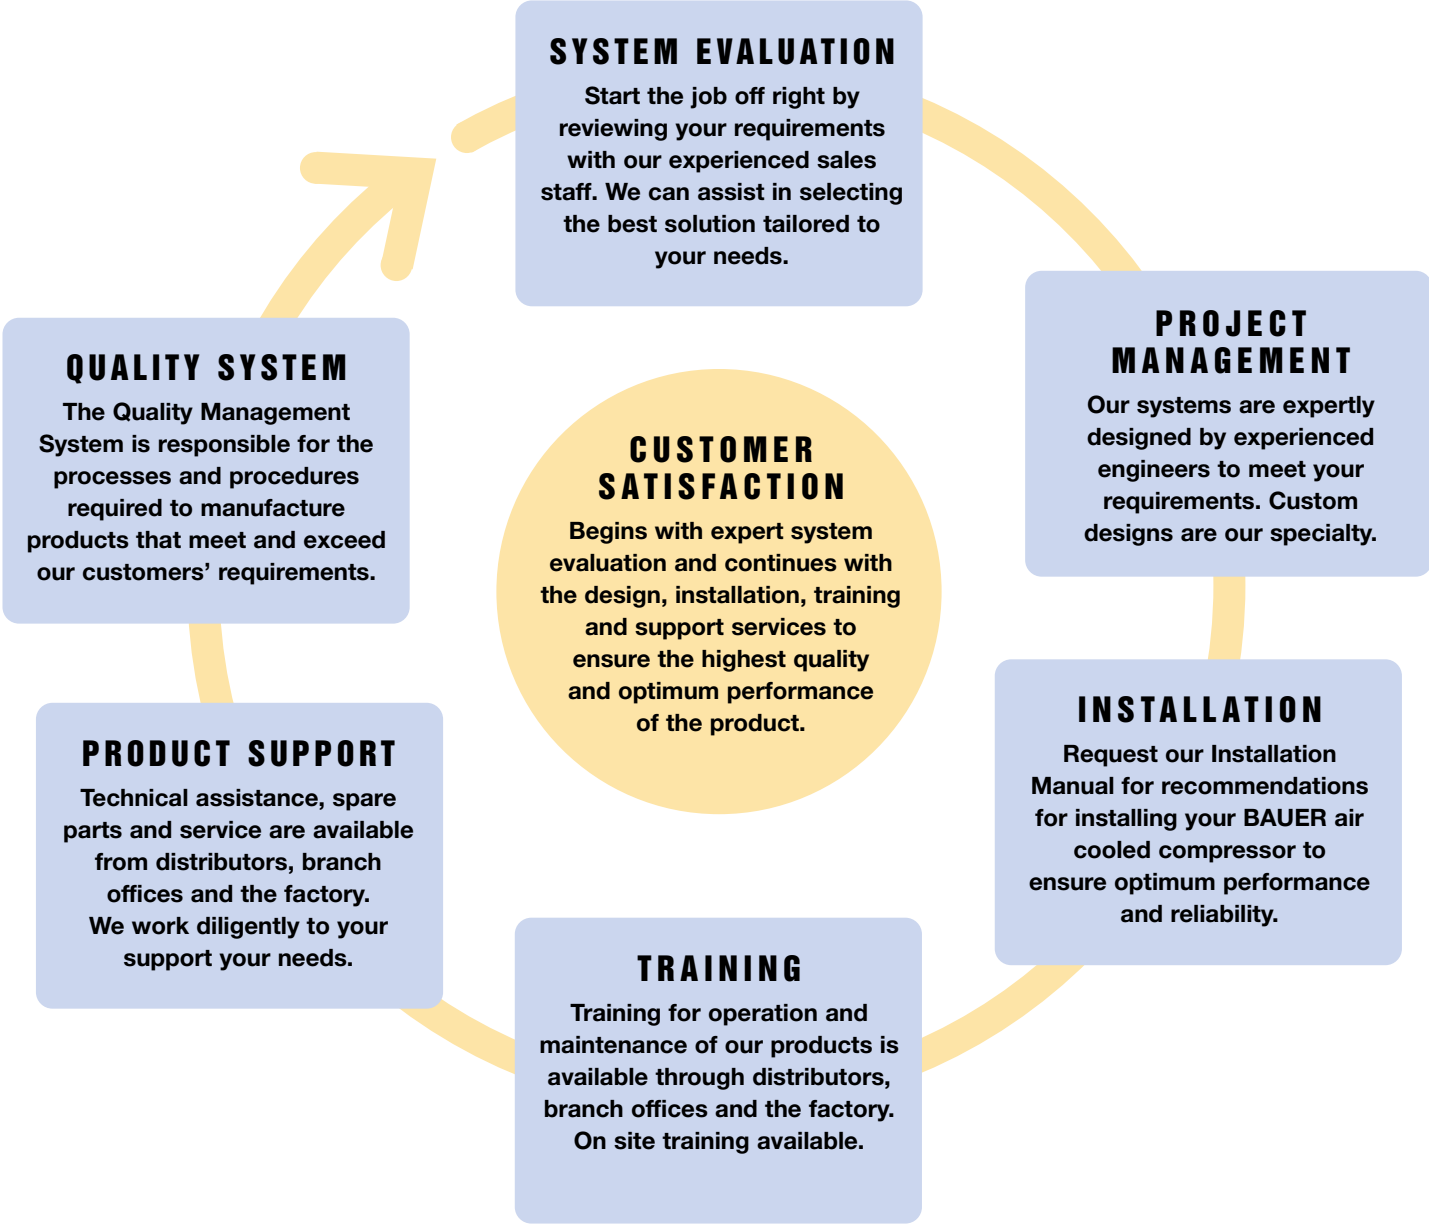 SYSTEM EVALUATION
Start the job off right by
reviewing your requirements
with our experienced sales
staff. We can assist in selecting
the best solution tailored to
your needs.
PROJECT
MANAGEMENT
Our systems are expertly
designed by experienced
engineers to meet your
requirements. Custom
designs are our specialty.
INSTALLATION
Request our Installation
Manual for recommendations
for installing your BAUER air
cooled compressor to
ensure optimum performance
and reliability.
TRAINING
Training for operation and
maintenance of our products is
available through distributors,
branch offices and the factory.
On site training available.
PRODUCT SUPPORT
Technical assistance, spare
parts and service are available
from distributors, branch
offices and the factory.
We work diligently to your
support your needs.
QUALITY SYSTEM
The Quality Management
System is responsible for the
processes and procedures
required to manufacture
products that meet and exceed
our customers’ requirements.
CUSTOMER
SATISFACTION
Begins with expert system
evaluation and continues with
the design, installation, training
and support services to
ensure the highest quality
and optimum performance
of the product.